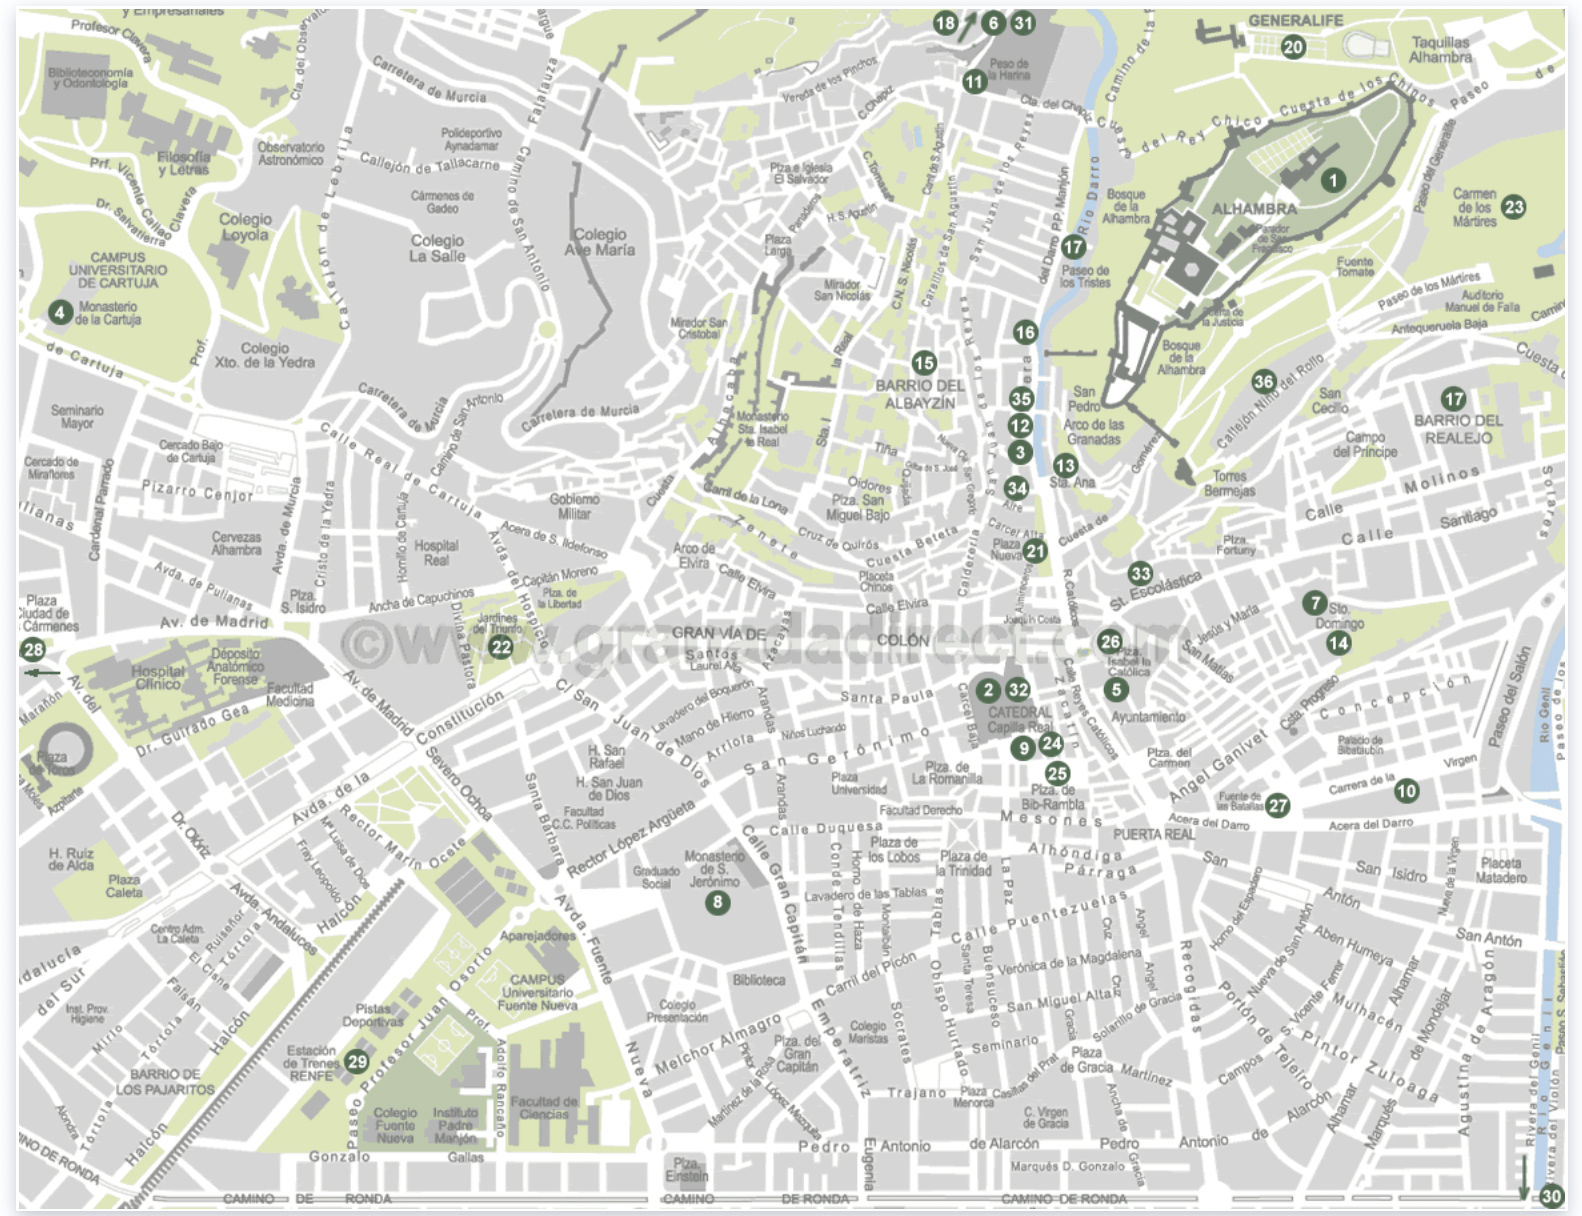 y Empresariales
Profesor Clavera
Biblioteconomía
y Odontología
Filosofía
y Letras
Prf. Vicente Callao
Dr. Salvatierra
Clavera
Cta. del Observatorio
Observatorio
Astronómico
Carretera de Murcia
Polideportivo
Aynadamar
Callejón de Tallacarne
Cármenes de
Gadeo
Colegio
Loyola
Colegio
La Salle
Colegio
Ave María
Callejón de Lebrija
Camino de San Antonio
Fajalauza
CAMPUS
UNIVERSITARIO
DE CARTUJA
4
Monasterio
de la Cartuja
de Cartuja
Prof.
Colegio
Xto. de la Yedra
18
6
31
11
Peso de
la Harina
Vereda de los Pinchos
C.Chapiz
Cta. del Chapiz
Plza.e Iglesia
El Salvador
C. Tomasas
Panaderos
H. S. Agustín
Plaza
Larga
Mirador
San Nicolás
C.N. S. Nicolás
Carellios de San Agustín
San Juan de los Reyes
Mirador San
Cristobal
Camino de la
GENERALIFE
20
Taquillas
Alhambra
Paseo de
Cuesta de los Chinos
Cuesta del Rey Chico
Río Darro
del Darro P.P. Manjón
Bosque
de la
Alhambra
1
ALHAMBRA
Parador
de San
Francisco
Paseo del Generalife
Carmen
de los
Mártires
23
17
Paseo de
los Tristes
Fuente
Tomate
Paseo de los Mártires
Auditorio
Manuel de Falla
Antequeruela Baja
Puerta de
la Justicia
Bosque
de la
Alhambra
16
15
BARRIO DEL
ALBAYZÍN
la Real
Alhacaba
Monasterio
Sta. Isabel
la Real
Sta. I
Tiña
35
12
3
34
San
Pedro
Arco de las
Granadas
13
Sta. Ana
Gomérez
36
Callejón Niño del Rollo
San
Cecilio
17
BARRIO DEL
REALEJO
Campo
del Príncipe
Torres
Bermejas
Molinos
Calle
Santiago
Calle
Solares
Seminario
Mayor
Cercado Bajo
de Cartuja
Cercado de
Miraflores
Pizarro Cenjor
Cardenal Parrado
Avda. de Murcia
Cristo de la Yedra
Cervezas
Alhambra
Avda. de Pulianas
Plza.
S. Isidro
Carretera de Murcia
Camino de San Antonio
Carretera de Murcia
Calle Real de Cartuja
Hornillo de Cartuja
Hospital
Real
Ancha de Capuchinos
Acera de S. Ildefonso
Gobierno
Militar
Cuesta
Avda. del Hospicio
Capitán Moreno
Plza. de
la Libertad
Carril de la Lona
Zenete
Arco de
Elvira
Calle Elvira
Oidores
Plza. San
Miguel Bajo
Cruz de Quirós
Cuesta Beteta
Placeta
Chinos
Calle Elvira
Calderería
Aire
Carcel Alta
Plaza
Nueva
21
Cuesta de
Almireceros
Joaquín Costa
R.Católicos
33
St. Escolástica
Plza.
Fortuny
Plaza
Ciudad de
Cármenes
28
Av. de Madrid
Divina Pastora
Jardines
del Triunfo
22
©www.granadadirect.com
GRAN VÍA DE
COLÓN
Santos
Laurel Alta
Azacayas
26
Plza.
Isabel la
Católica
5
Ayuntamiento
S. Jesús y María
San Matías
7
Sto.
Domingo
14
Hospital
Clínico
Depósito
Anatómico
Forense
Facultad
Medicina
Dr. Guirado Gea
Marañón
Av. del
Av. de Madrid
Constitución
Avda. de la
Plaza
de Toros
Azpitarte
C/ San Juan de Dios
Lavadero del Boquerón
Mano de Hierro
Arriola
Arandas
Niños Luchando
Santa Paula
Carcel Baja
San Gerónimo
2
32
CATEDRAL
Capilla Real
9
24
25
Plza. de
Bib-Rambla
Calle Reyes Católicos
Zacatín
Plza. de
La Romanilla
Plaza
Universidad
Facultad Derecho
Mesones
PUERTA REAL
Plza. del
Carmen
Angel Ganivet
Cota. Progreso
Concepción
Palacio de
Bibataubin
Fuente de
las Batallas
27
Carrera de la
Virgen
10
Acera del Darro
Acera del Darro
Paseo del Salón
Río Genil
Paseo de los
H. San
Rafael
H. San Juan
de Dios
Facultad
C.C. Políticas
Severo Ochoa
Santa Bárbara
Rector López Argüeta
Rector Marín Ocete
Mª Luisa de Dios
Fray Leopoldo
Dr. Olóriz
H. Ruiz
de Alda
Plaza
Caleta
Avda. Andaluces
Halcón
Centro Adm.
La Caleta
Ruiseñor
Tórtola
El Cisne
Faisán
del Sur
Inst. Prov.
Higiene
Mirlo
Tórtola
Halcón
BARRIO DE
LOS PAJARITOS
Alondra
Tórtola
Halcón
Graduado
Social
Monasterio
de S.
Jerónimo
8
Calle Gran Capitán
Calle Duquesa
Arandas
Conde Tendillas
Horno de Haza
Plaza de
los Lobos
Lavadero de las Tablas
Montalbán
Tablas
Plaza de
la Trinidad
La Paz
Alhóndiga
Párraga
Calle Puentezuelas
Avda. Fuente
Nueva
Aparejadores
CAMPUS
Universitario
Fuente Nueva
Biblioteca
Colegio
Presentación
Carril del Picón
Melchor Almagro
Emperatriz
Eugenia
Plza. del
Gran
Capitán
Colegio
Maristas
Sócrates
Obispo Hurtado
Santa Teresa
Buensuceso
Verónica de la Magdalena
San Miguel Alta
Cruz
Angel
Cruz
Angel
Gracia
Solarillo de Gracia
Seminario
Plaza
de Gracia
Martínez
Trajano
Plaza
Menorca
Casillas del Prat
C. Virgen
de Gracia
Ancha de
Gracia
Recogidas
San
Antón
San Isidro
Placeta
Matadero
Nueva de la Virgen
San Antón
Horno del Espadero
Nueva de San Antón
Aben Humeya
S. Vicente Ferrer
Mulhacén
Alhamar
de Mondéjar
Portón de Tejeiro
Pintor Zuloaga
Campos
Alarcón
Alhamar
Marqués
Agustina de Aragón
Río Genil
Rivera del Genil
Rivera del Violón
Paseo S. Sebastián
30
Pistas
Deportivas
Estación
de Trenes
RENFE
29
Paseo Profesor Juan Osorio
Prof.
Adolfo Rancaño
Colegio
Fuente
Nueva
Instituto
Padre
Manjón
Facultad de
Ciencias
Pintor
Martínez de la Rosa
López Mezquita
Gonzalo
Gallas
Plza.
Einstein
Pedro
Antonio
de Alarcón
Pedro
Antonio
de
Marqués D. Gonzalo
CAMINO DE RONDA
CAMINO
DE RONDA
CAMINO DE RONDA